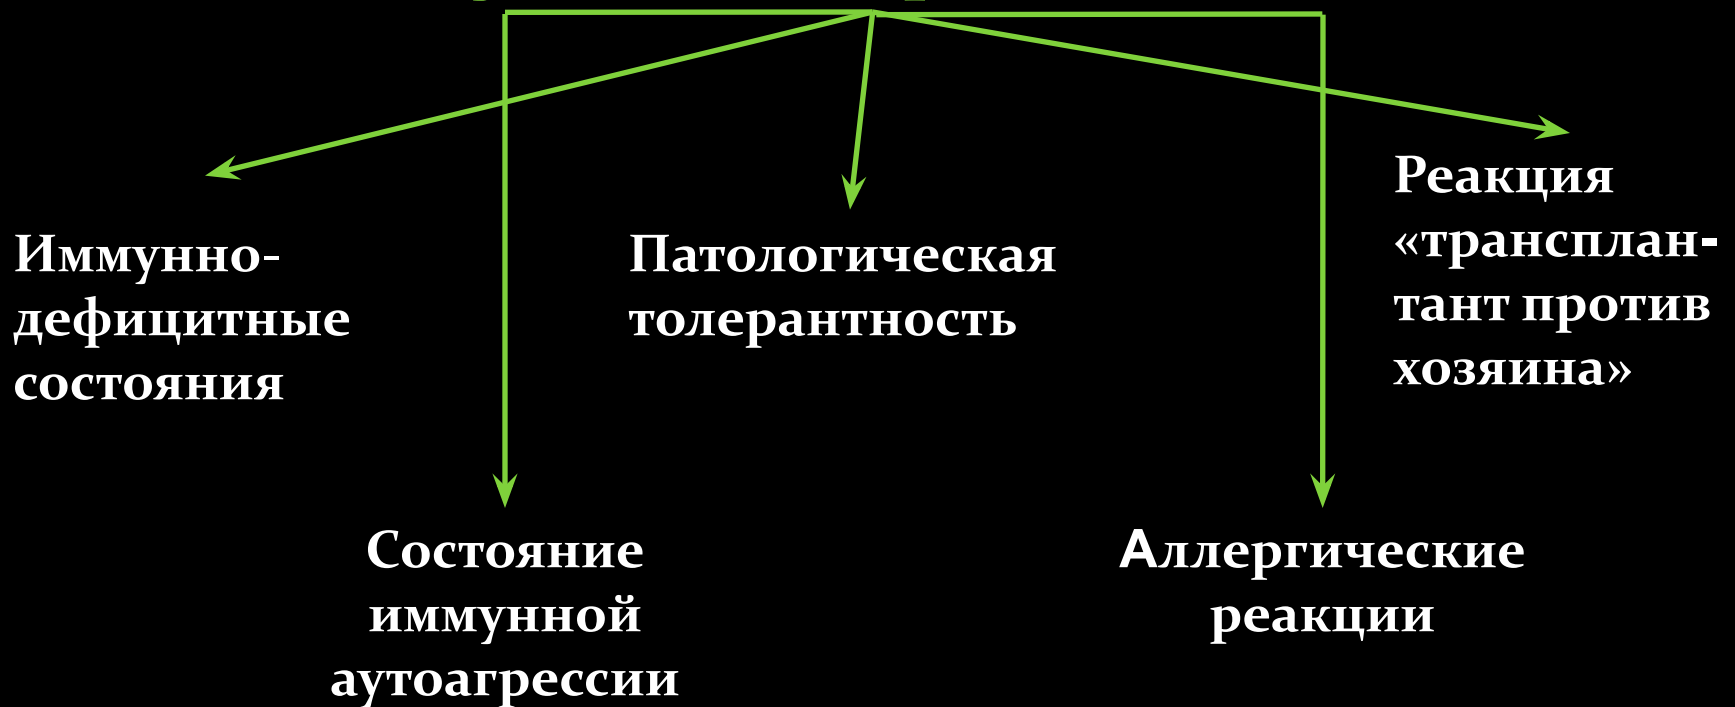 Иммунно-
дефицитные
состояния
Состояние
иммунной
аутоагрессии
Патологическая
толерантность
Аллергические
реакции
Реакция
«трансплан-
тант против
хозяина»